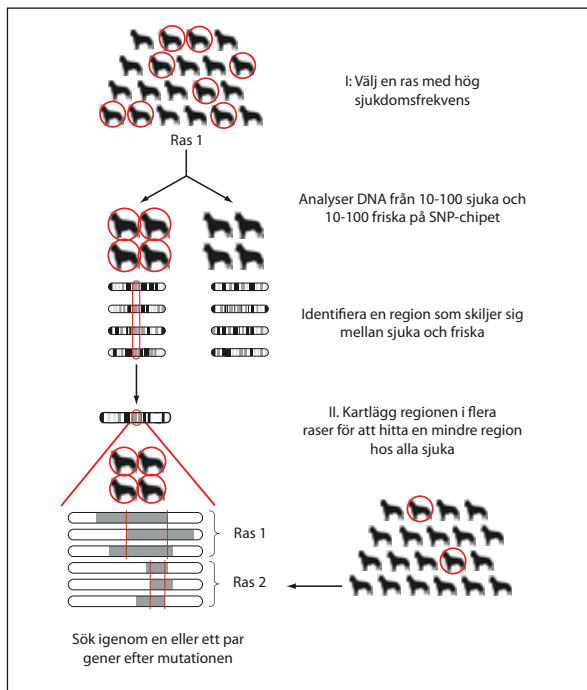 I: Välj en ras med hög
sjukdomsfrekvens
Ras 1
Analyser DNA från 10-100 sjuka och
10-100 friska på SNP-chipet
Identifiera en region som skiljer sig
mellan sjuka och friska
II. Kartlägg regionen i flera
raser för att hitta en mindre region
hos alla sjuka
Ras 1
Ras 2
Sök igenom en eller ett par
gener efter mutationen